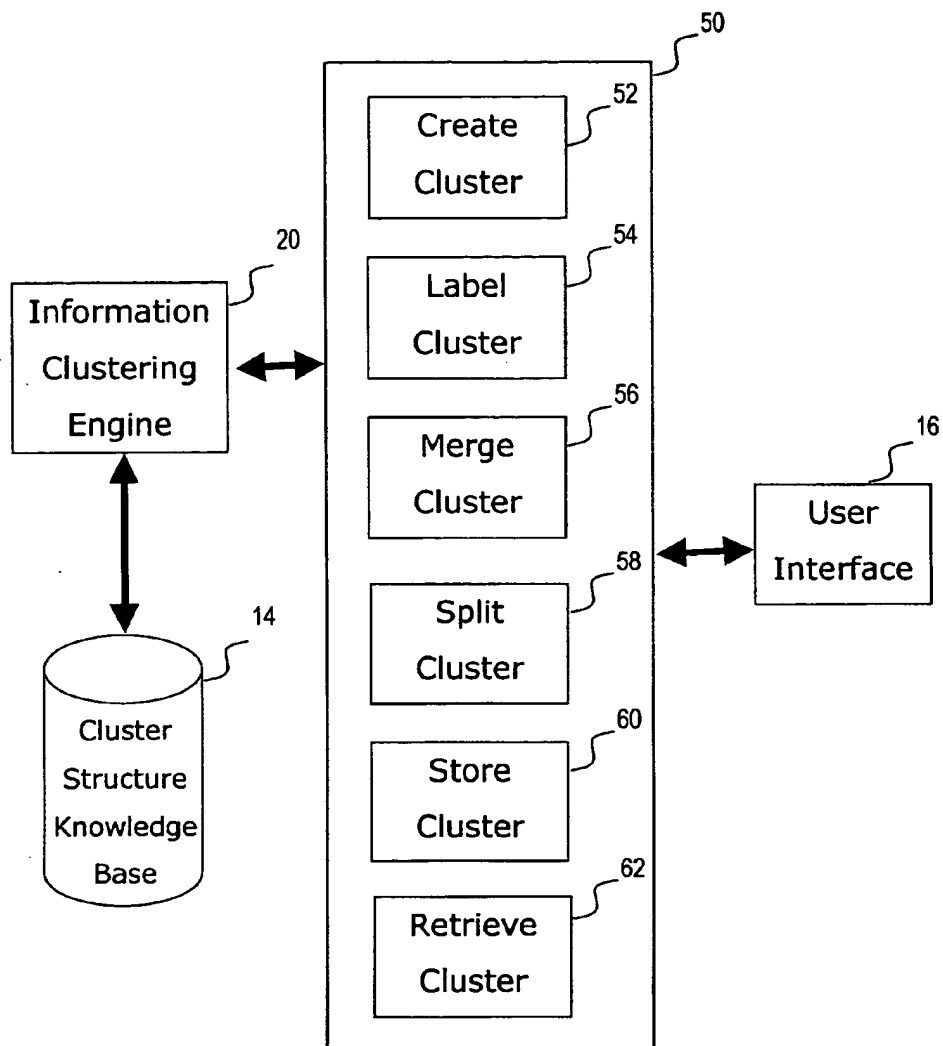 50
52
Create
Cluster
20
54
Information
Clustering
Engine
Label
Cluster
56
Merge
Cluster
16
User
Interface
58
Split
Cluster
14
Cluster
Structure
Knowledge
Base
60
Store
Cluster
62
Retrieve
Cluster